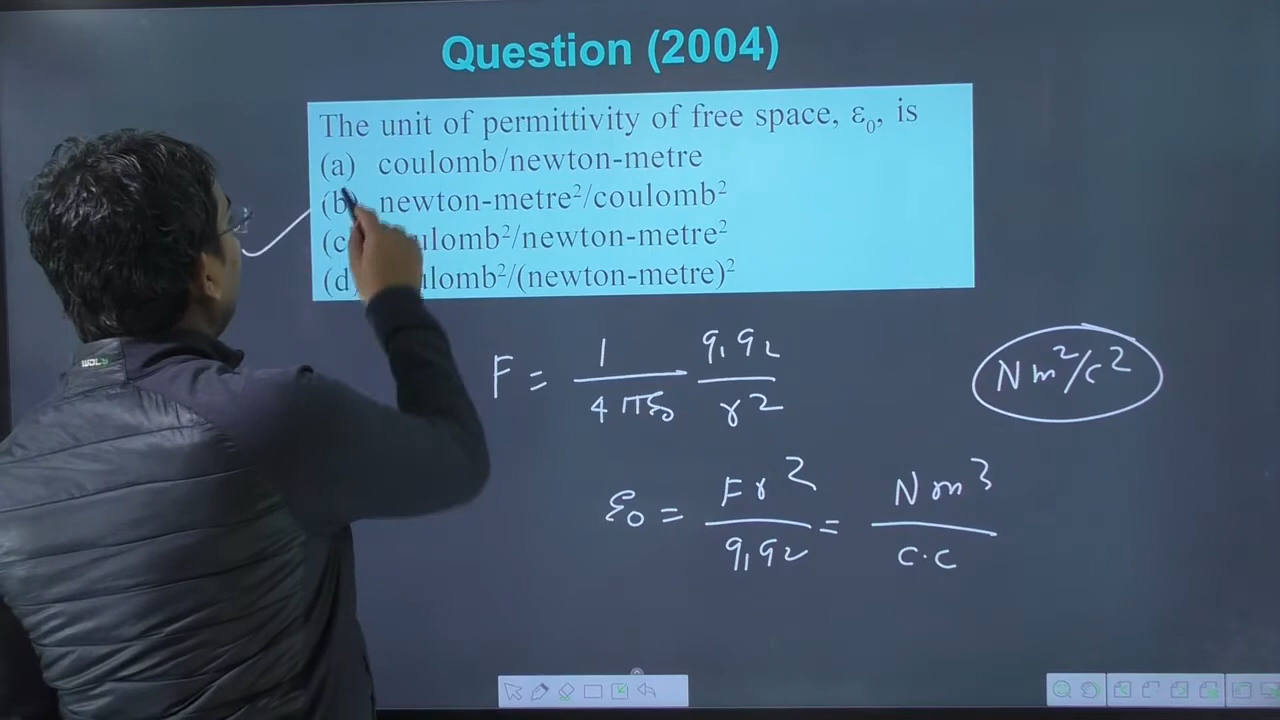 Question (2004)
The unit of permittivity of free space, ε₀, is
(a) coulomb/newton-metre
(b) newton-metre²/coulomb²
(c ulomb²/newton-metre²
(d) ulomb²/(newton-metre)²
F = 1/4πε₀ q₁q₂/r²
Nm²/c²
ε₀ = Fr²/q₁q₂ = Nm³/c.c